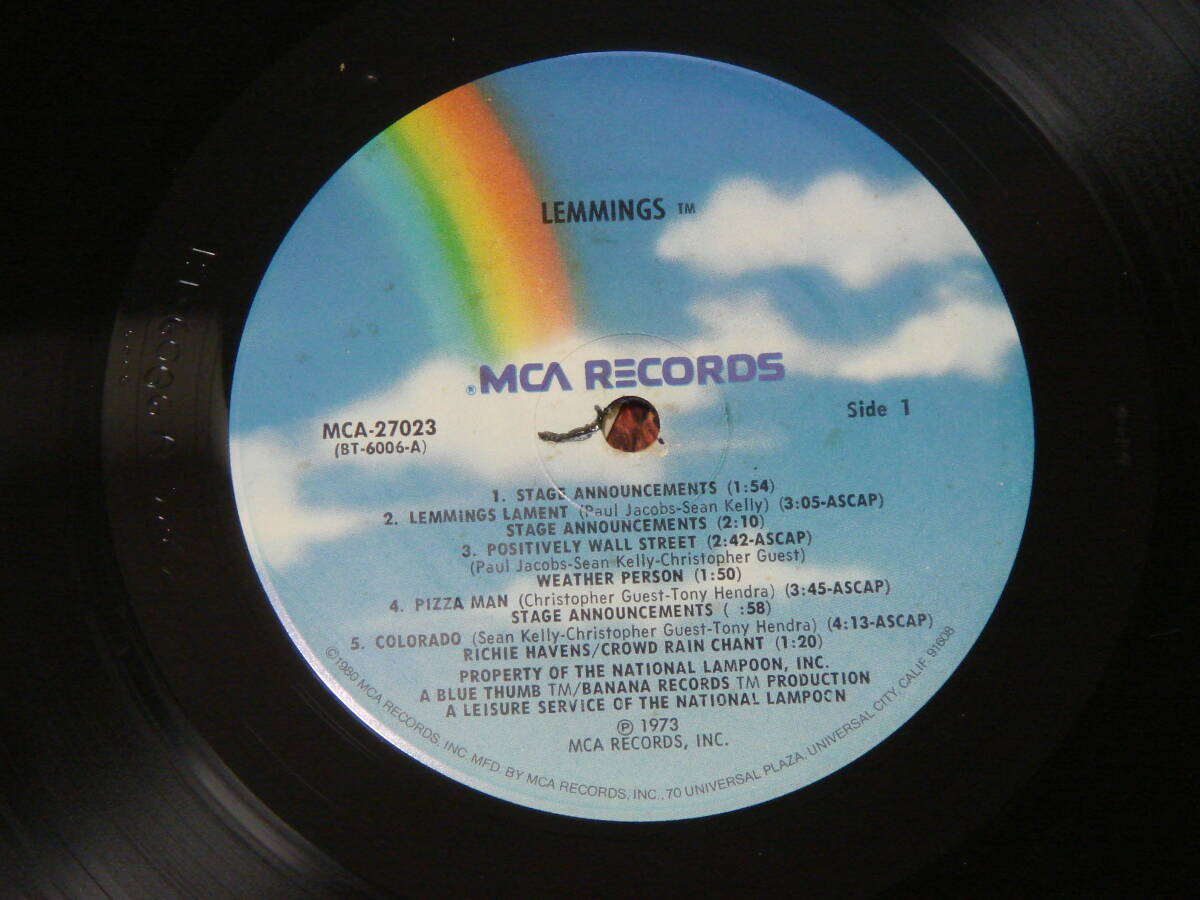 LEMMINGS TM
® MCA RECORDS
MCA-27023
(BT-6006-A)
Side 1
1. STAGE ANNOUNCEMENTS (1:54)
2. LEMMINGS LAMENT (Paul Jacobs-Sean Kelly) (3:05-ASCAP)
STAGE ANNOUNCEMENTS (2:10)
3. POSITIVELY WALL STREET (2:42-ASCAP)
(Paul Jacobs-Sean Kelly-Christopher Guest)
WEATHER PERSON (1:50)
4. PIZZA MAN (Christopher Guest-Tony Hendra) (3:45-ASCAP)
STAGE ANNOUNCEMENTS ( :58)
5. COLORADO (Sean Kelly-Christopher Guest-Tony Hendra) (4:13-ASCAP)
RICHIE HAVENS/CROWD RAIN CHANT (1:20)
PROPERTY OF THE NATIONAL LAMPOON, INC.
A BLUE THUMB TM/BANANA RECORDS TM PRODUCTION
A LEISURE SERVICE OF THE NATIONAL LAMPOON
℗ 1973
MCA RECORDS, INC.
©1980 MCA RECORDS, INC. MFD. BY MCA RECORDS, INC., 70 UNIVERSAL PLAZA, UNIVERSAL CITY, CALIF. 91608